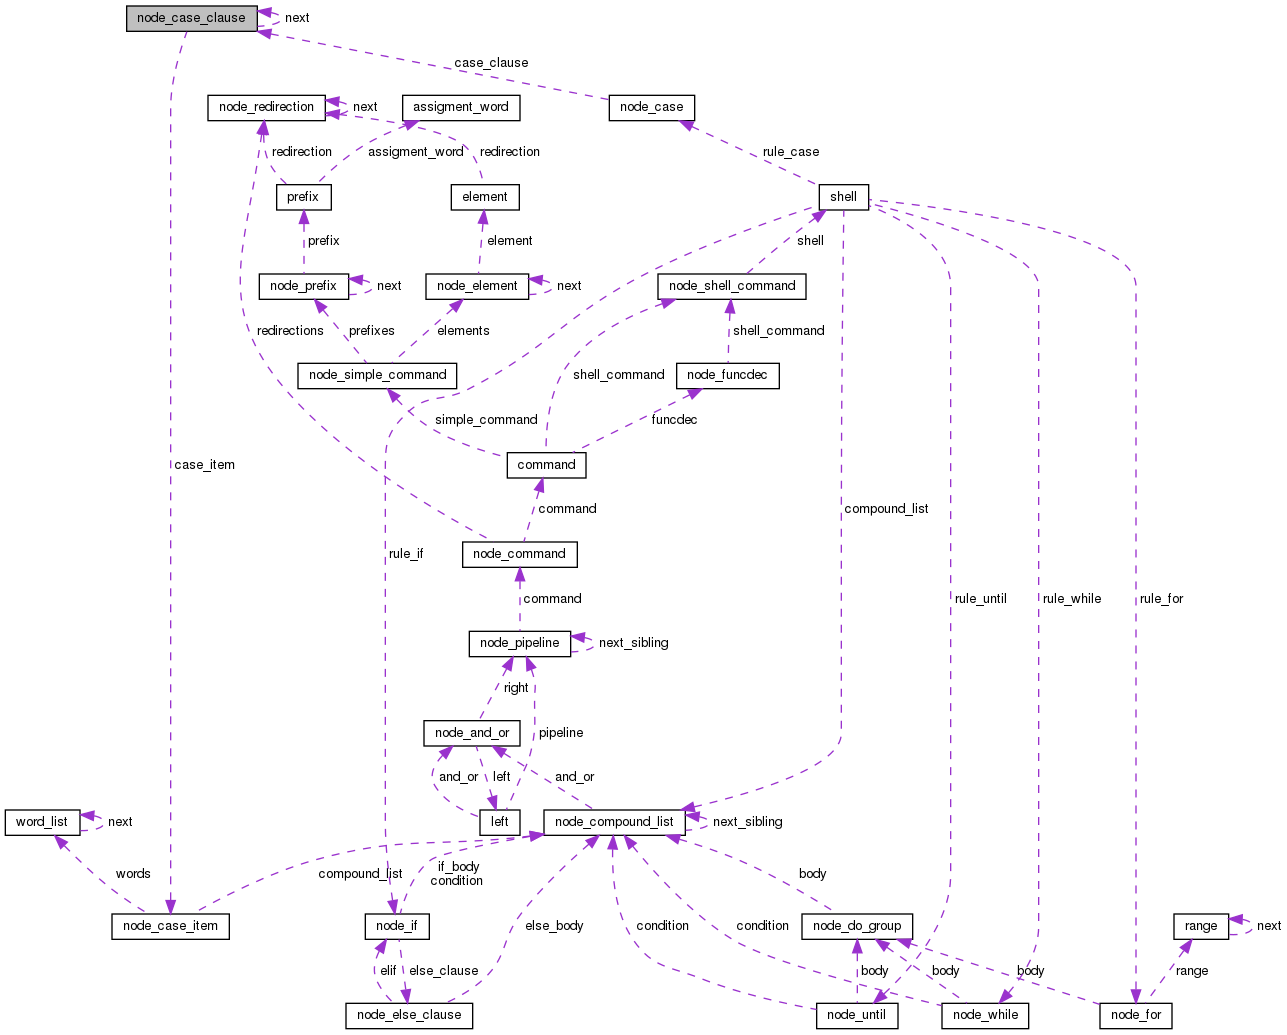 node_case_clause
next
case_clause
node_redirection
next
assigment_word
node_case
redirection
assigment_word
redirection
rule_case
prefix
element
shell
prefix
element
shell
node_prefix
next
node_element
next
node_shell_command
redirections
prefixes
elements
shell_command
node_simple_command
shell_command
node_funcdec
simple_command
funcdec
case_item
command
command
compound_list
rule_if
node_command
command
rule_until
rule_while
rule_for
node_pipeline
next_sibling
right
node_and_or
pipeline
and_or
left
and_or
word_list
next
left
node_compound_list
next_sibling
words
compound_list
if_body
condition
body
node_case_item
node_if
else_body
condition
condition
node_do_group
range
next
elif
else_clause
body
body
body
range
node_else_clause
node_until
node_while
node_for